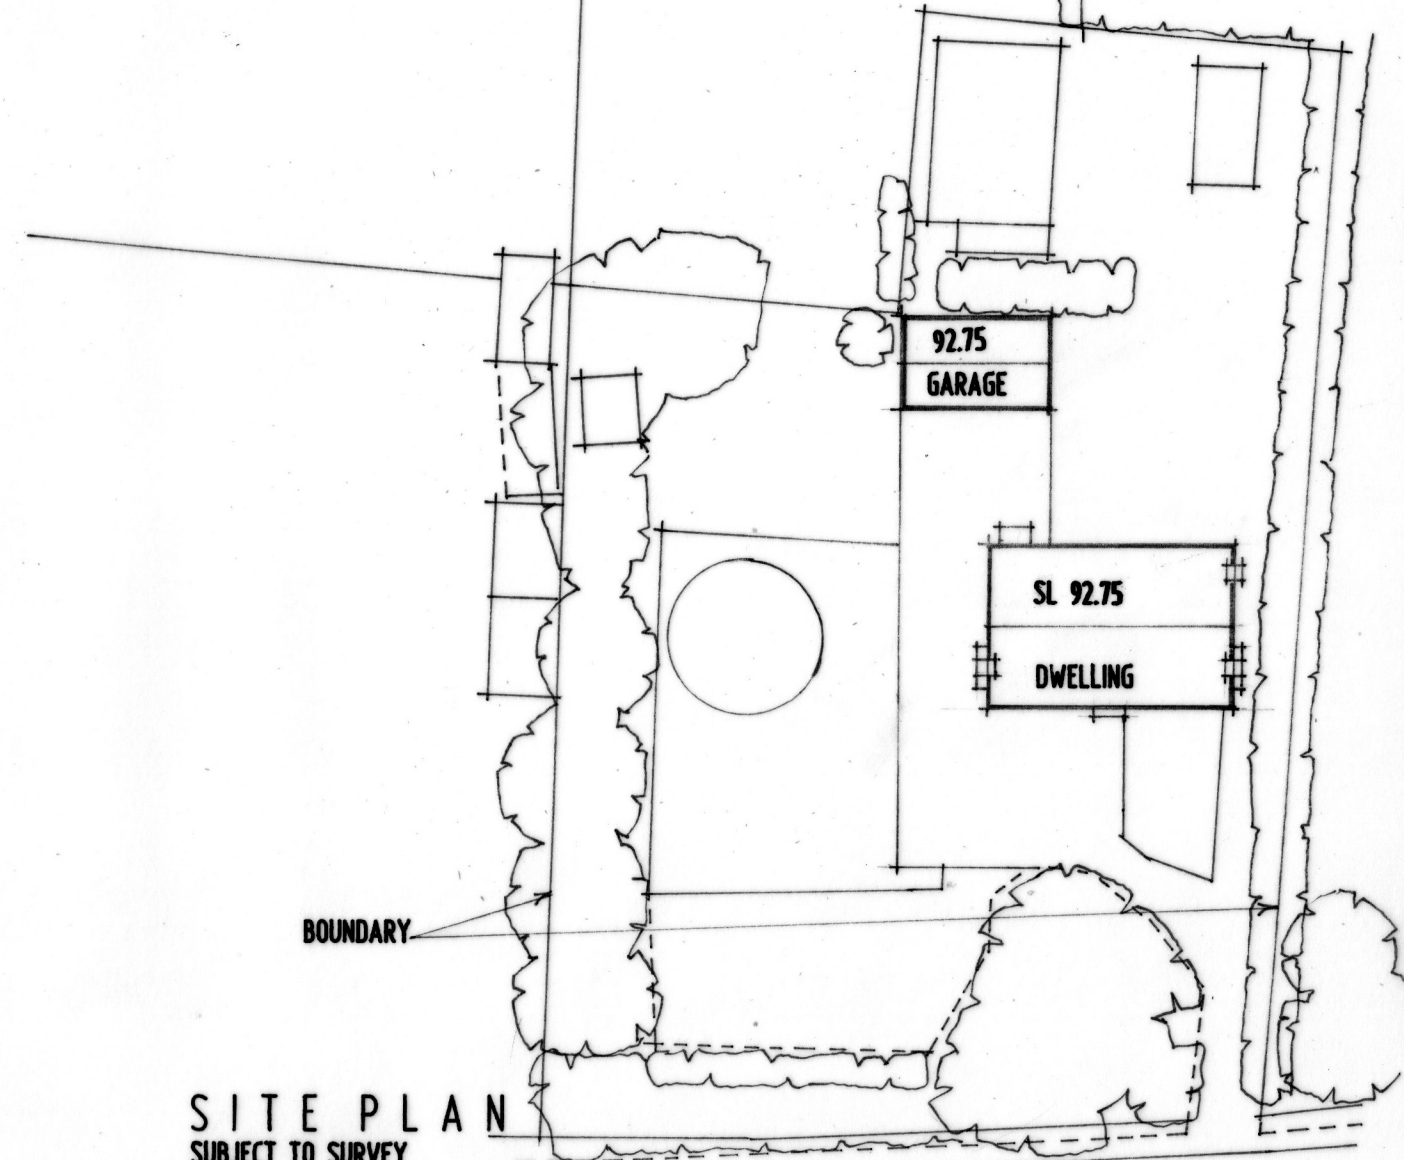 92.75
GARAGE
SL 92.75
DWELLING
BOUNDARY
SITE PLAN
SUBJECT TO SURVEY